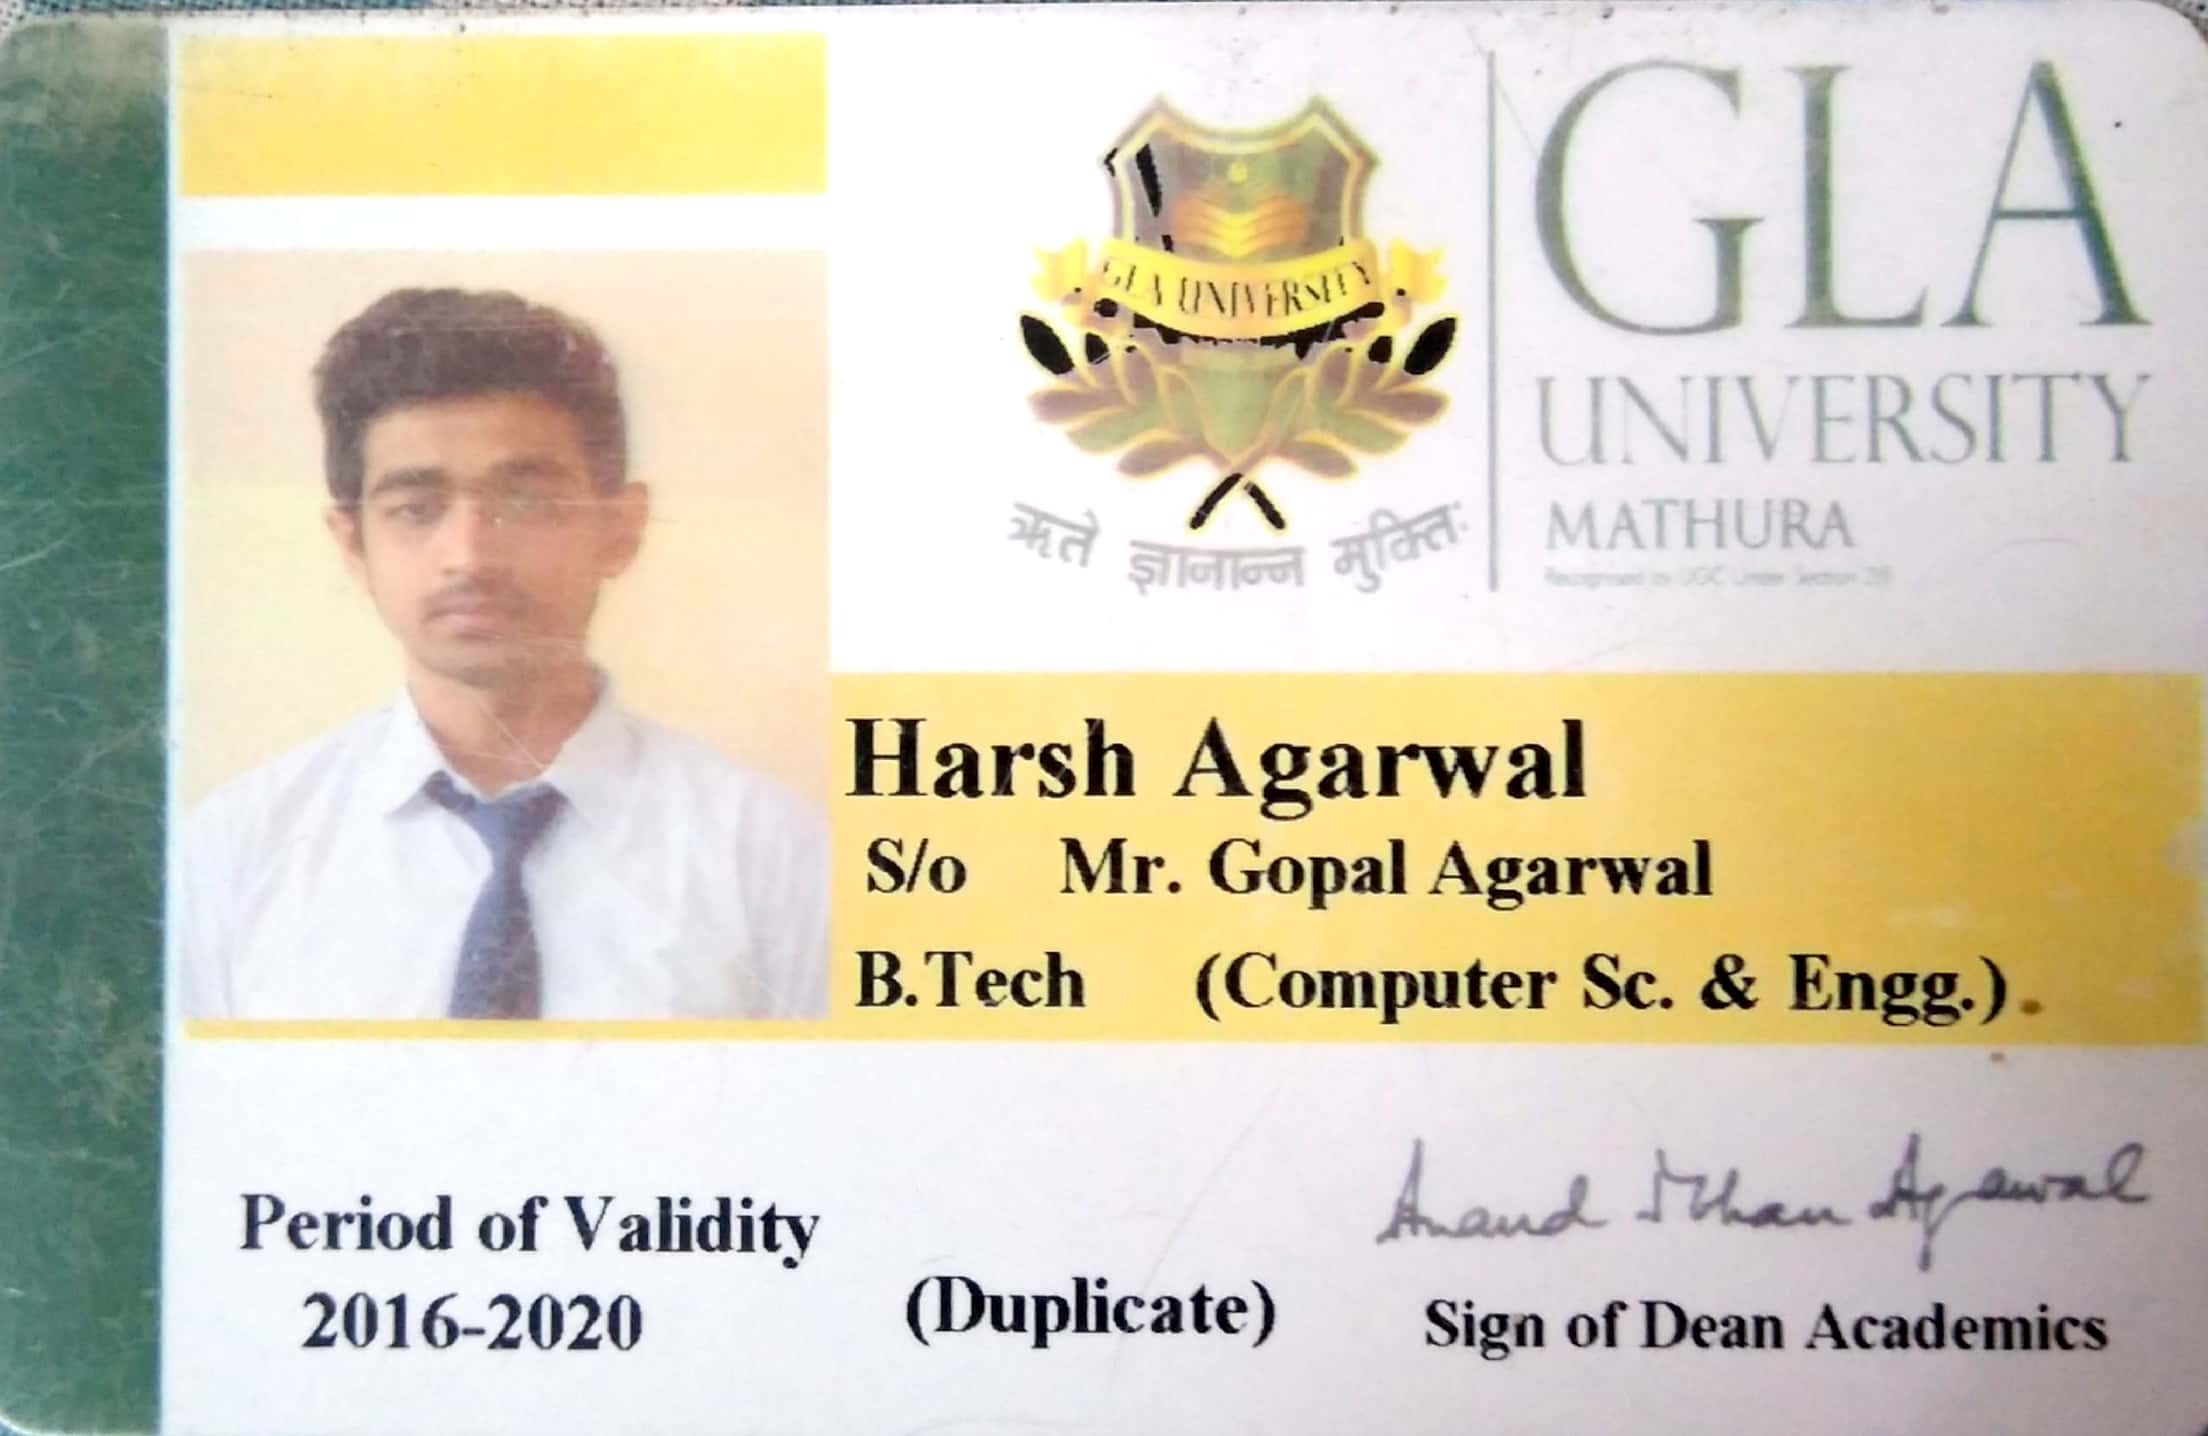 GLA UNIVERSITY
ऋते ज्ञानान्न मुक्तिः
GLA
UNIVERSITY
MATHURA
Recognised by UGC Under Section 2(f)
Harsh Agarwal
S/o Mr. Gopal Agarwal
B.Tech (Computer Sc. & Engg.)
Period of Validity
2016-2020
(Duplicate)
Anand Mohan Agarwal
Sign of Dean Academics